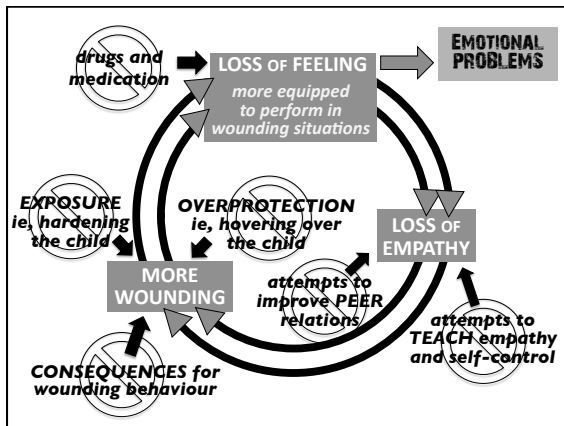 drugs and
medication
LOSS OF FEELING
more equipped
to perform in
wounding situations
EMOTIONAL
PROBLEMS
EXPOSURE
ie, hardening
the child
OVERPROTECTION
ie, hovering over
the child
LOSS OF
EMPATHY
MORE
WOUNDING
attempts to
improve PEER
relations
attempts to
TEACH empathy
and self-control
CONSEQUENCES for
wounding behaviour